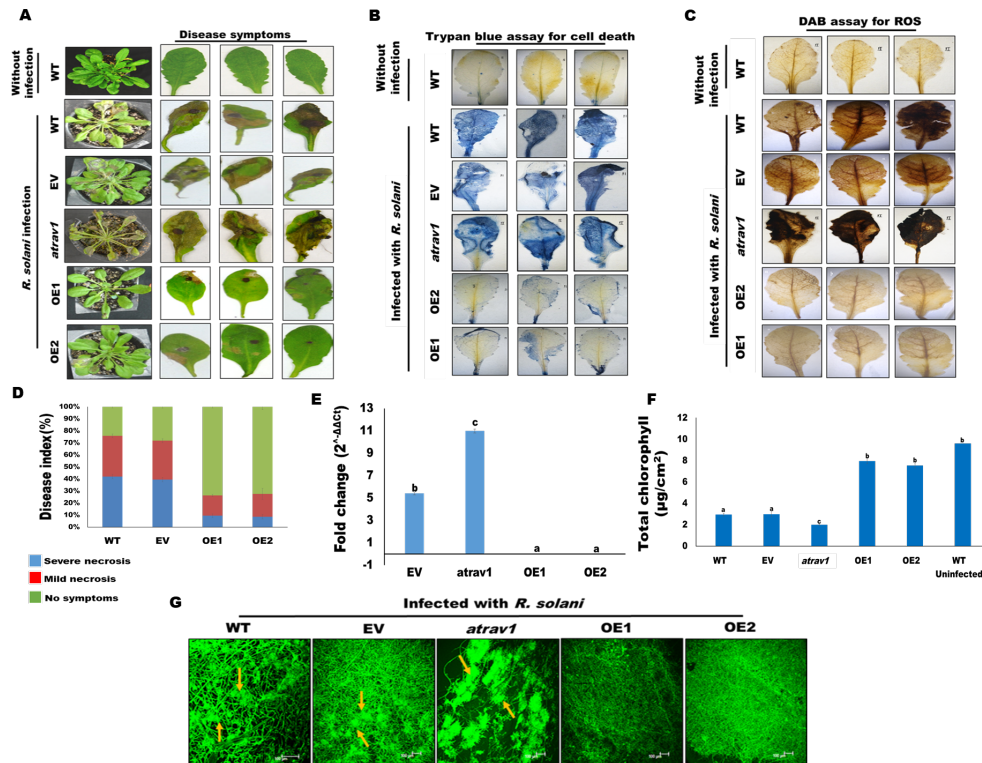 A
Disease symptoms
Without infection
WT
R. solani infection
WT
EV
atrav1
OE1
OE2
B
Trypan blue assay for cell death
Without infection
WT
Infected with R. solani
WT
EV
atrav1
OE2
OE1
C
DAB assay for ROS
Without infection
WT
Infected with R. solani
WT
EV
atrav1
OE2
OE1
D
Disease index(%)
100%
90%
80%
70%
60%
50%
40%
30%
20%
10%
0%
WT EV OE1 OE2
Severe necrosis
Mild necrosis
No symptoms
E
Fold change (2^-ΔΔCt)
13
11
9
7
5
3
1
-1
b c a a
EV atrav1 OE1 OE2
F
Total chlorophyll (µg/cm²)
12
10
8
6
4
2
0
a a c b b b
WT EV atrav1 OE1 OE2 WT
Uninfected
G
Infected with R. solani
WT EV atrav1 OE1 OE2